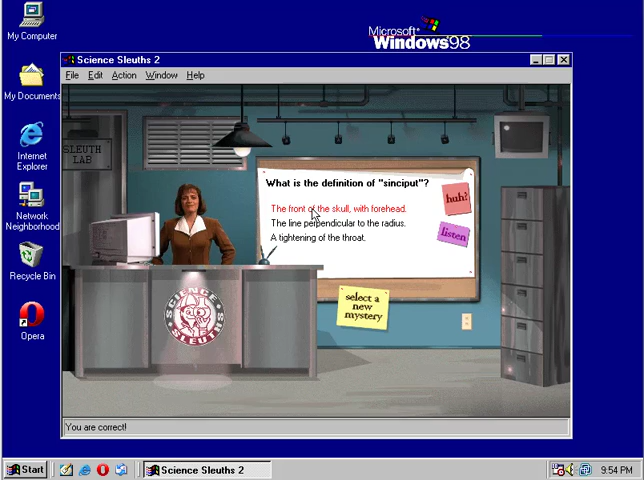 My Computer
My Documents
Internet
Explorer
Network
Neighborhood
Recycle Bin
Opera
Microsoft
Windows 98
Science Sleuths 2
File Edit Action Window Help
SLEUTH
LAB
What is the definition of "sinciput"?
The front of the skull, with forehead.
The line perpendicular to the radius.
A tightening of the throat.
huh?
listen
select a
new
mystery
SCIENCE
SLEUTHS
You are correct!
Start
Science Sleuths 2
9:54 PM